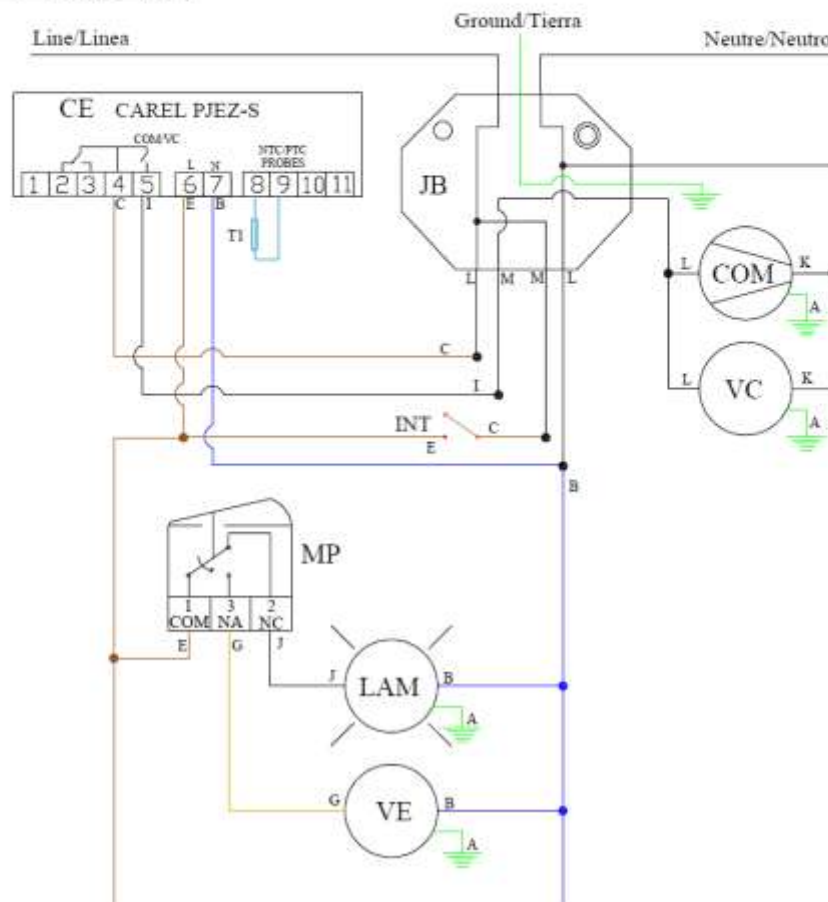 Ground/Tierra
Line/Linea
Neutre/Neutro
CE CAREL PJEZ-S
COM/VC
L N
NTC-PTC
PROBES
1 2 3 4 5 6 7 8 9 10 11
C I E B
T1
JB
L M M L
L COM K
A
C
L VC K
I
A
INT C
E
B
MP
1 3 2
COM NA NC
E G J
J LAM B
A
G VE B
A